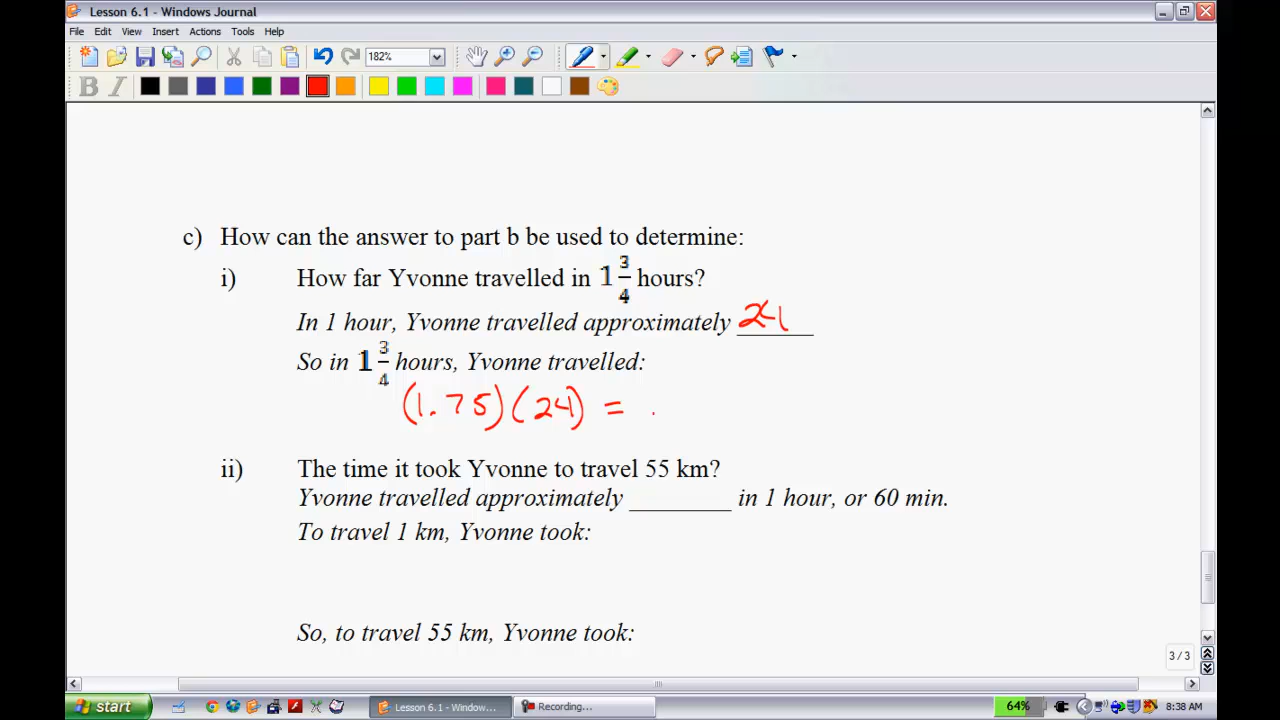 Lesson 6.1 - Windows Journal
File Edit View Insert Actions Tools Help
182%
B I
c) How can the answer to part b be used to determine:
i) How far Yvonne travelled in 1 3/4 hours?
In 1 hour, Yvonne travelled approximately 24
So in 1 3/4 hours, Yvonne travelled:
(1.75)(24) = .
ii) The time it took Yvonne to travel 55 km?
Yvonne travelled approximately ________ in 1 hour, or 60 min.
To travel 1 km, Yvonne took:
So, to travel 55 km, Yvonne took:
3/3
start Lesson 6.1 - Window... Recording... 64% 8:38 AM